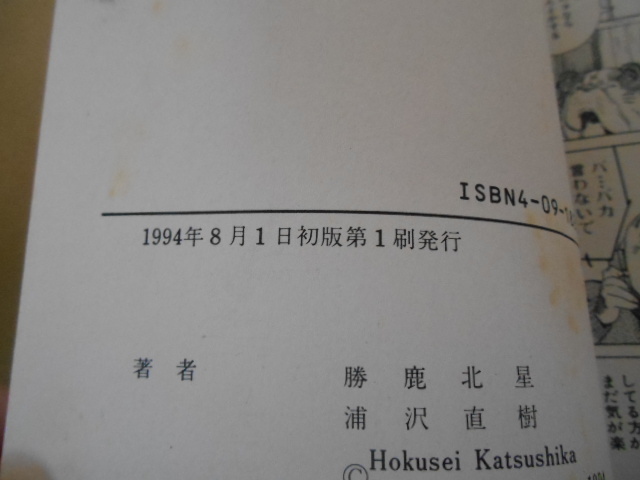 ISBN4-09-
1994年8月1日初版第1刷発行
著者 勝鹿北星
浦沢直樹
©Hokusei Katsushika
バ…バカ
言わないで
してる方が
まだ気が楽